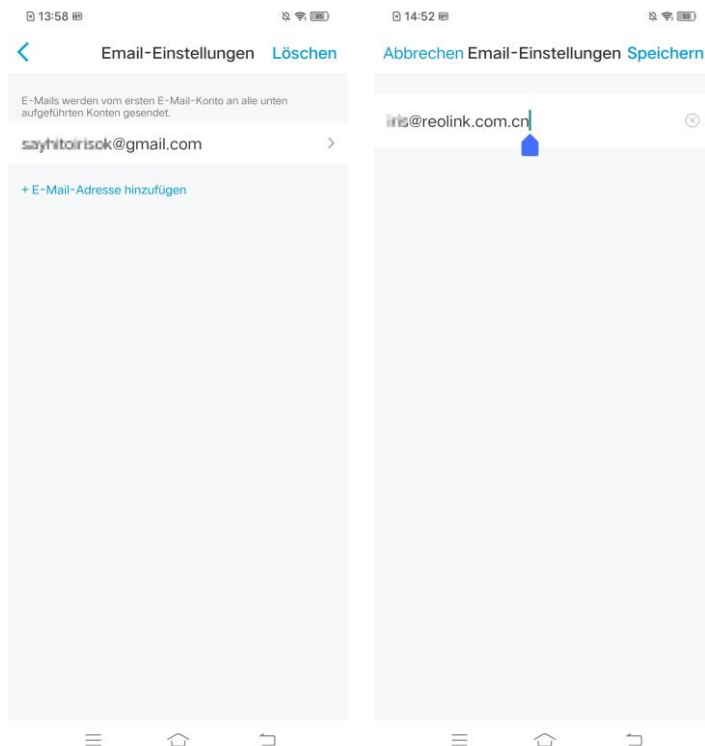 13:58
Email-Einstellungen Löschen
E-Mails werden vom ersten E-Mail-Konto an alle unten
aufgeführten Konten gesendet.
@gmail.com
+ E-Mail-Adresse hinzufügen
14:52
Abbrechen Email-Einstellungen Speichern
@reolink.com.cn